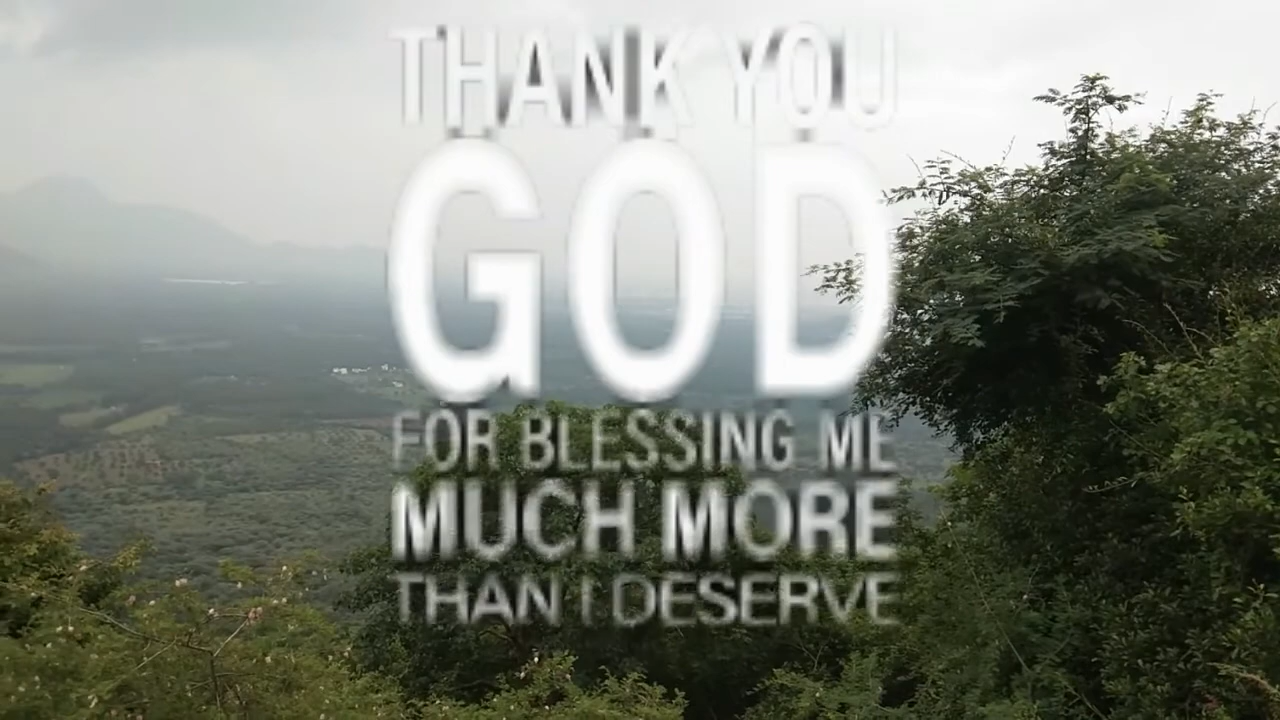 THANK YOU
GOD
FOR BLESSING ME
MUCH MORE
THAN I DESERVE